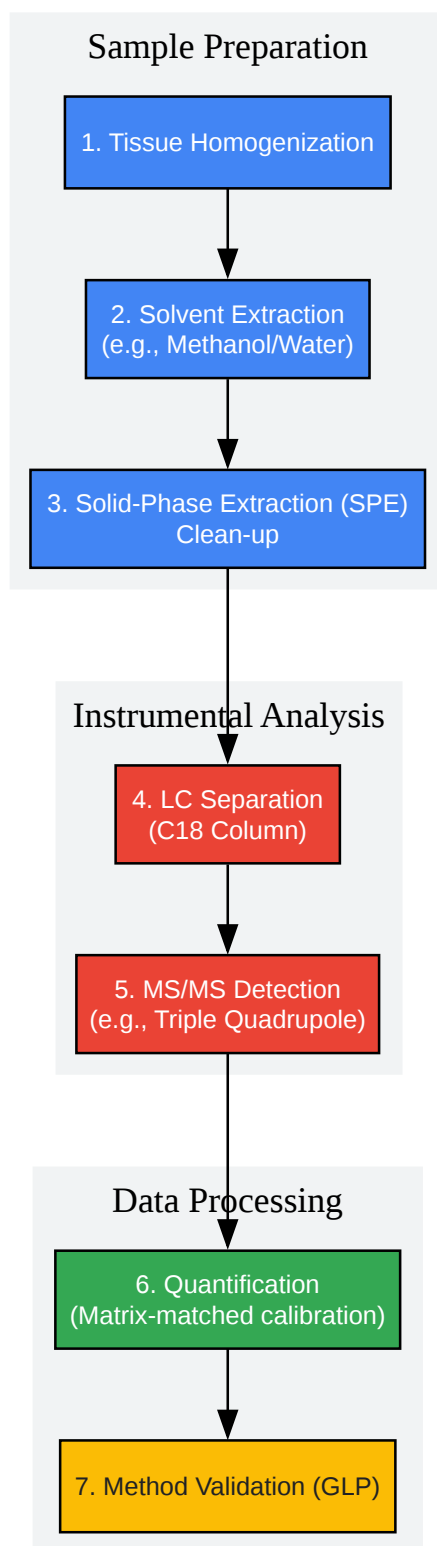 Sample Preparation
1. Tissue Homogenization
2. Solvent Extraction
(e.g., Methanol/Water)
3. Solid-Phase Extraction (SPE)
Clean-up
Instrumental Analysis
4. LC Separation
(C18 Column)
5. MS/MS Detection
(e.g., Triple Quadrupole)
Data Processing
6. Quantification
(Matrix-matched calibration)
7. Method Validation (GLP)